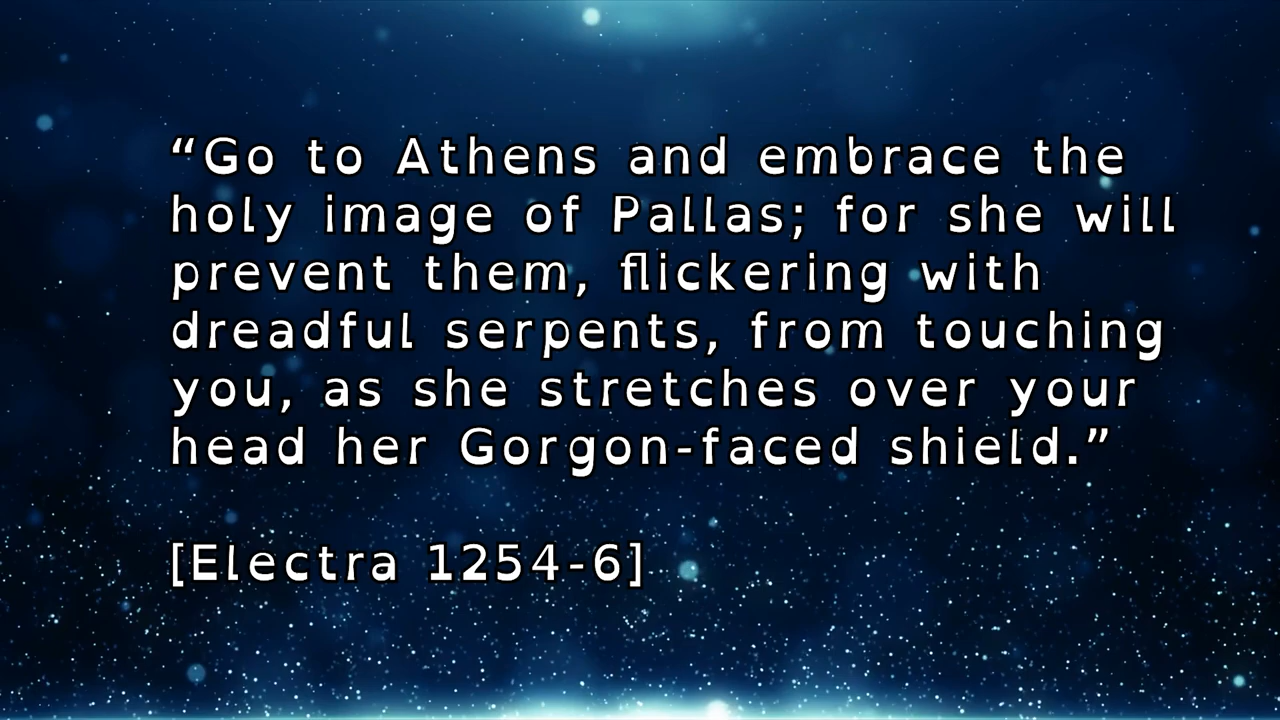 “Go to Athens and embrace the
holy image of Pallas; for she will
prevent them, flickering with
dreadful serpents, from touching
you, as she stretches over your
head her Gorgon-faced shield.”
[Electra 1254-6]